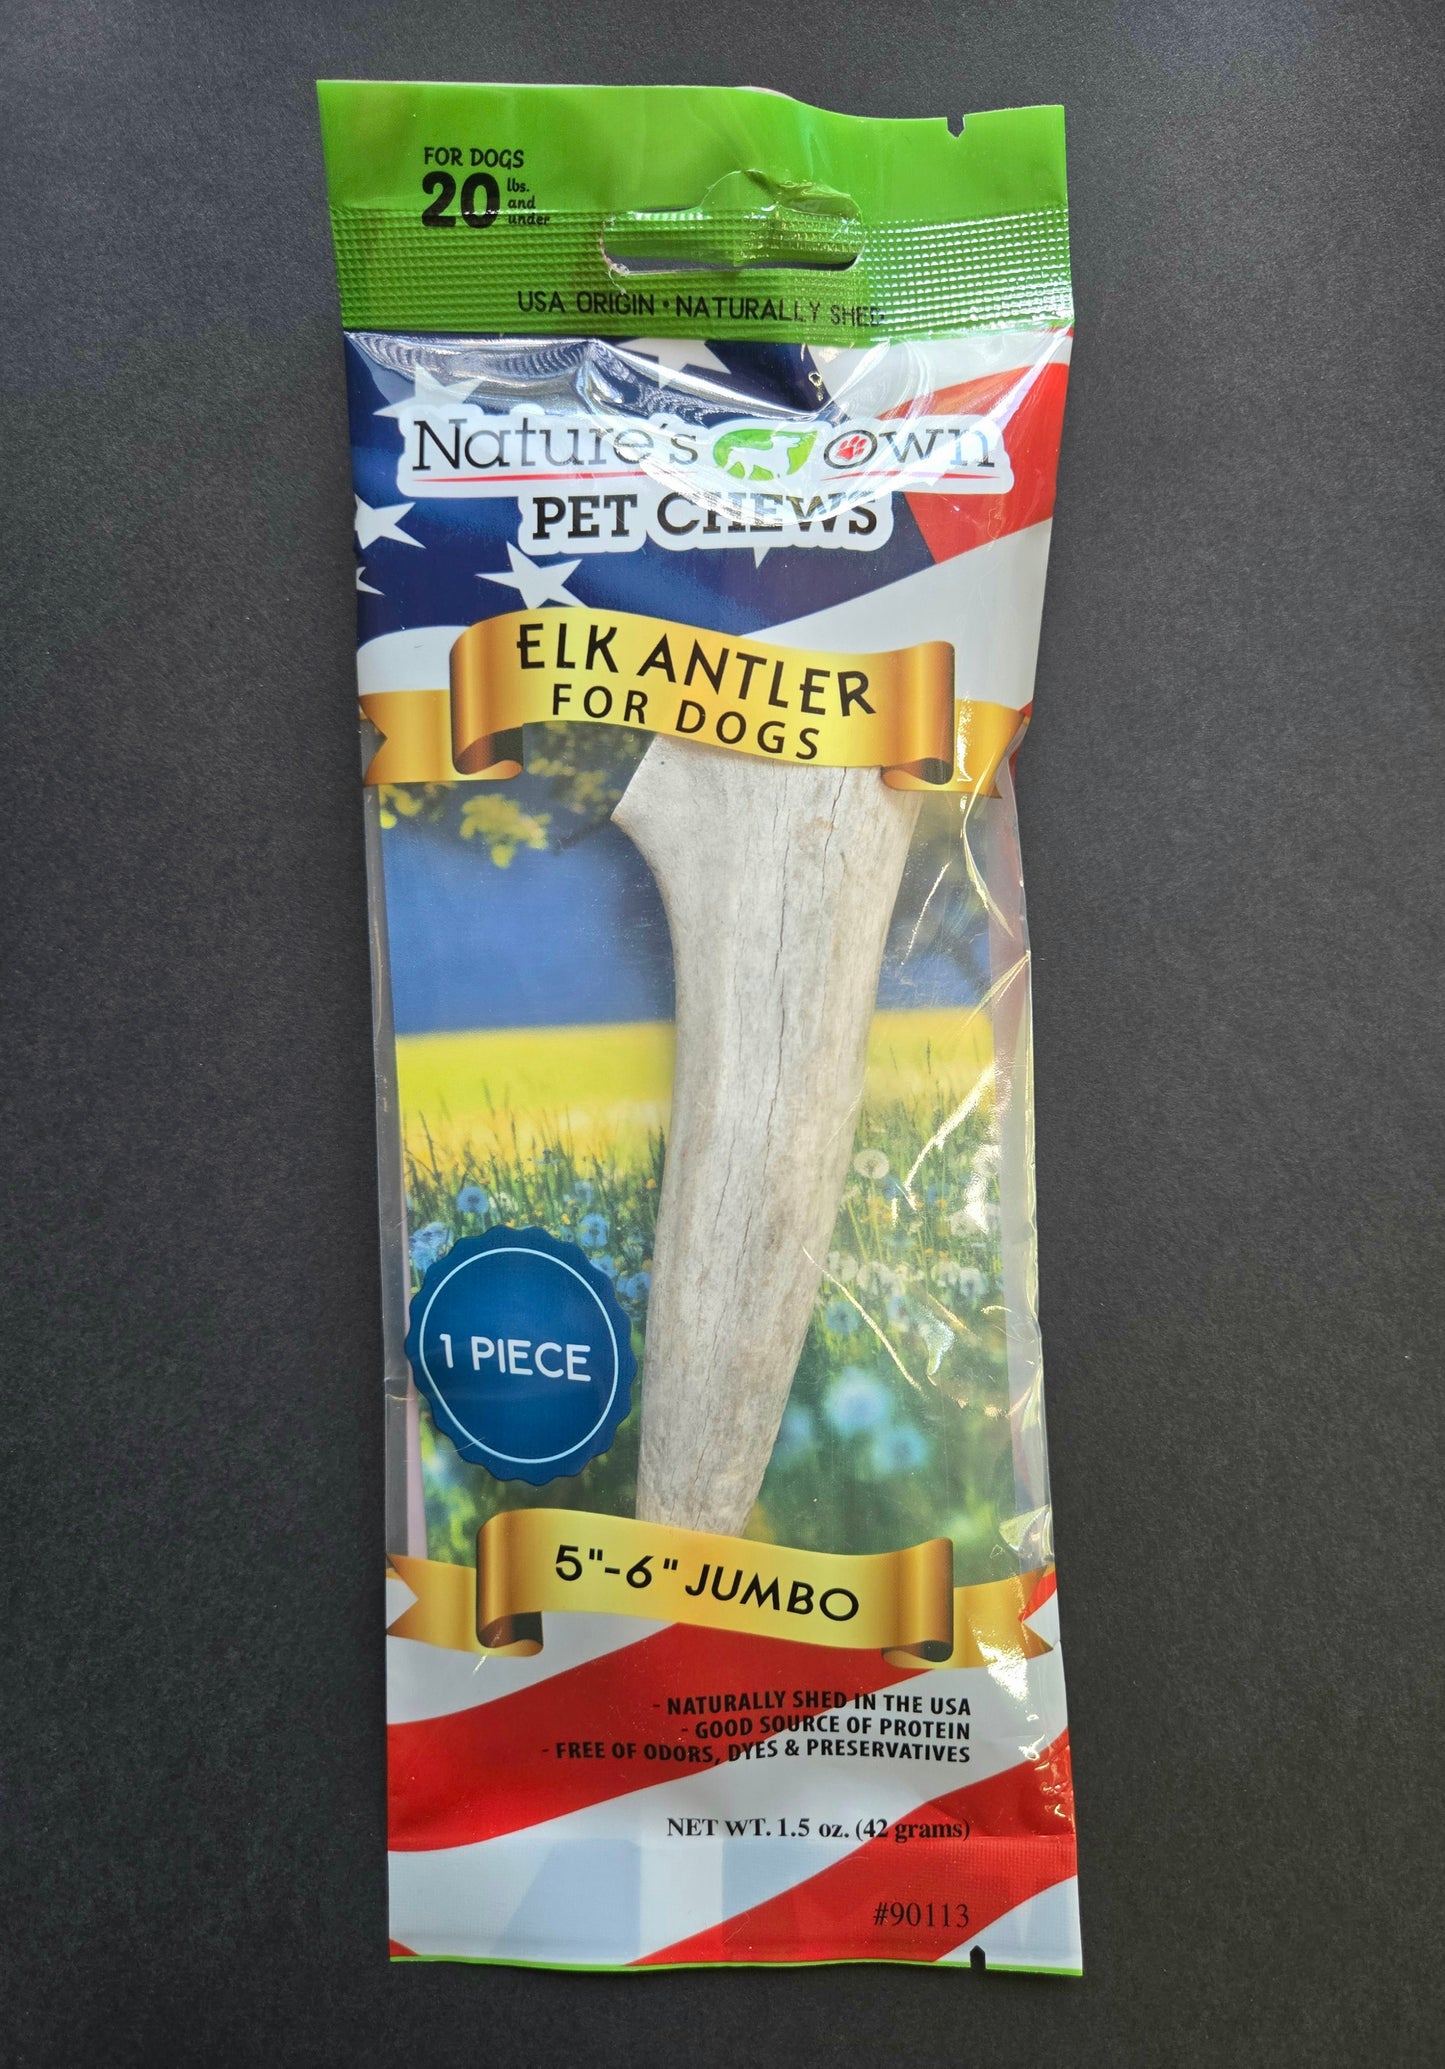 FOR DOGS
20 lbs. and under
USA ORIGIN • NATURALLY SHED
Nature's Own
PET CHEWS
ELK ANTLER
FOR DOGS
1 PIECE
5"-6" JUMBO
- NATURALLY SHED IN THE USA
- GOOD SOURCE OF PROTEIN
- FREE OF ODORS, DYES & PRESERVATIVES
NET WT. 1.5 oz. (42 grams)
#90113